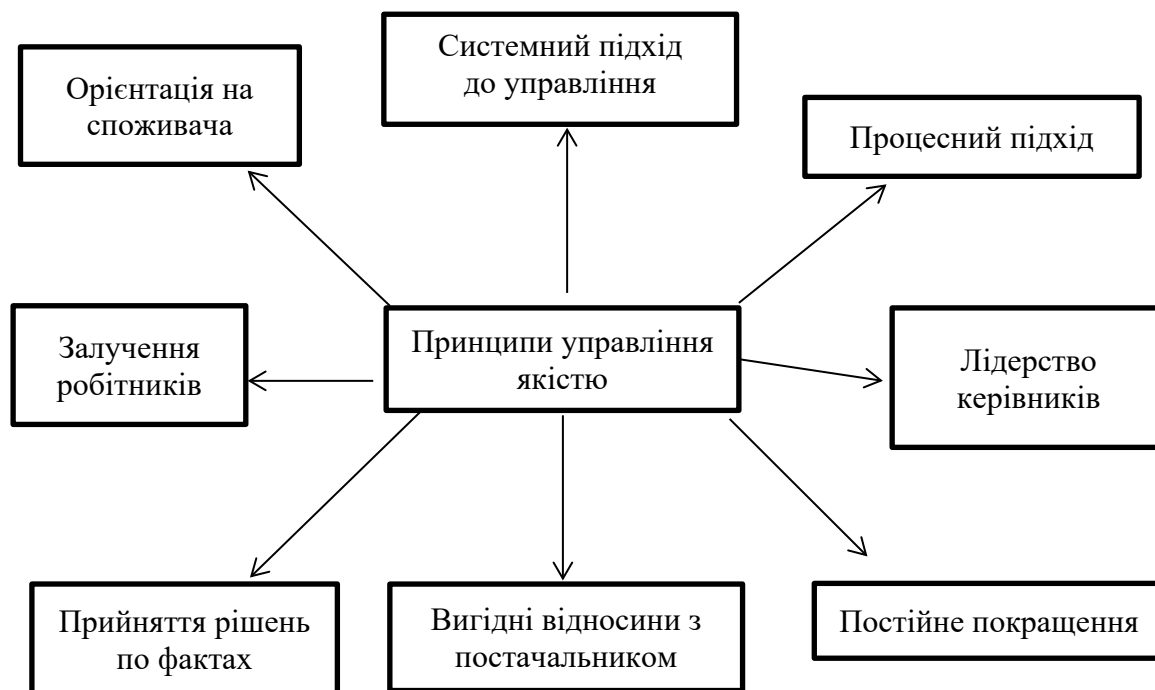 Системний підхід
до управління
Орієнтація на
споживача
Процесний підхід
Залучення
робітників
Принципи управління
якістю
Лідерство
керівників
Прийняття рішень
по фактах
Вигідні відносини з
постачальником
Постійне покращення